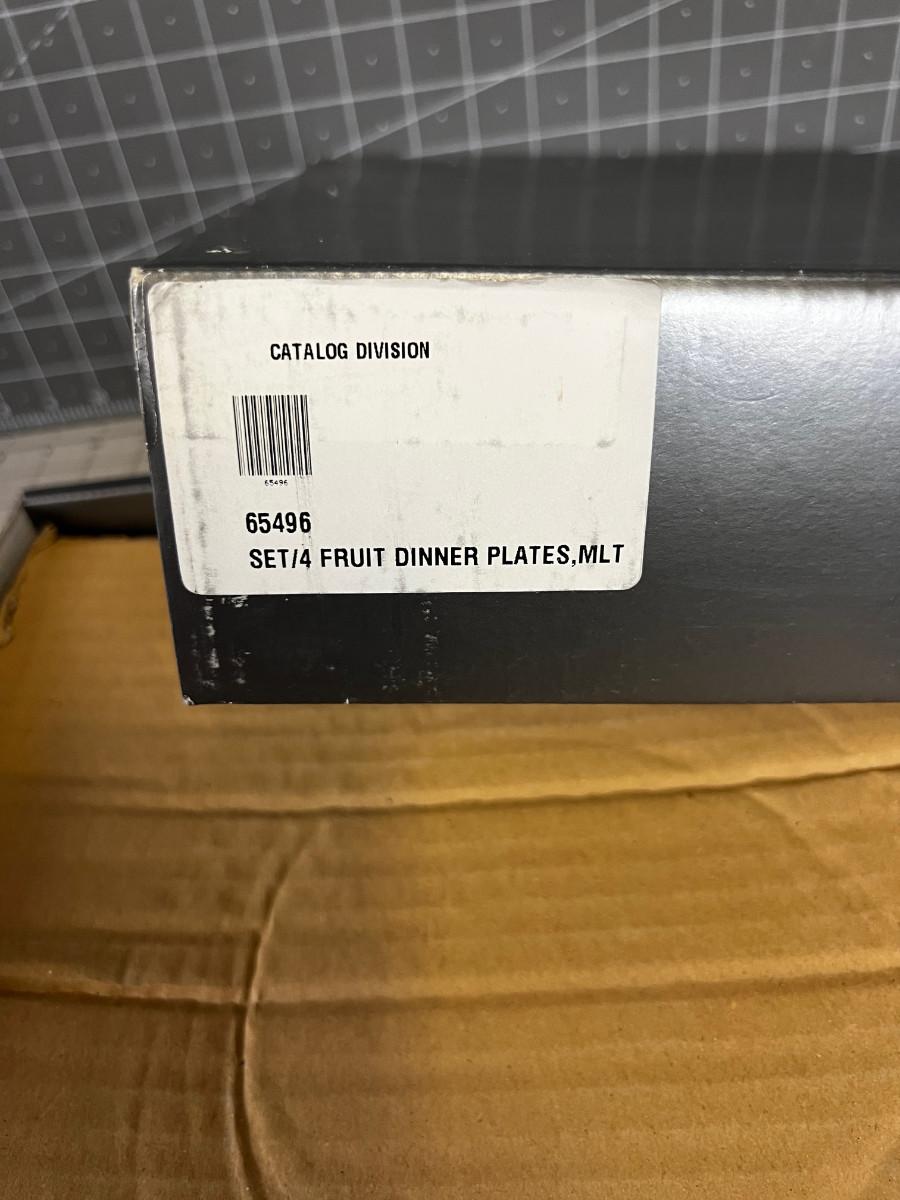 CATALOG DIVISION
65496
65496
SET/4 FRUIT DINNER PLATES,MLT